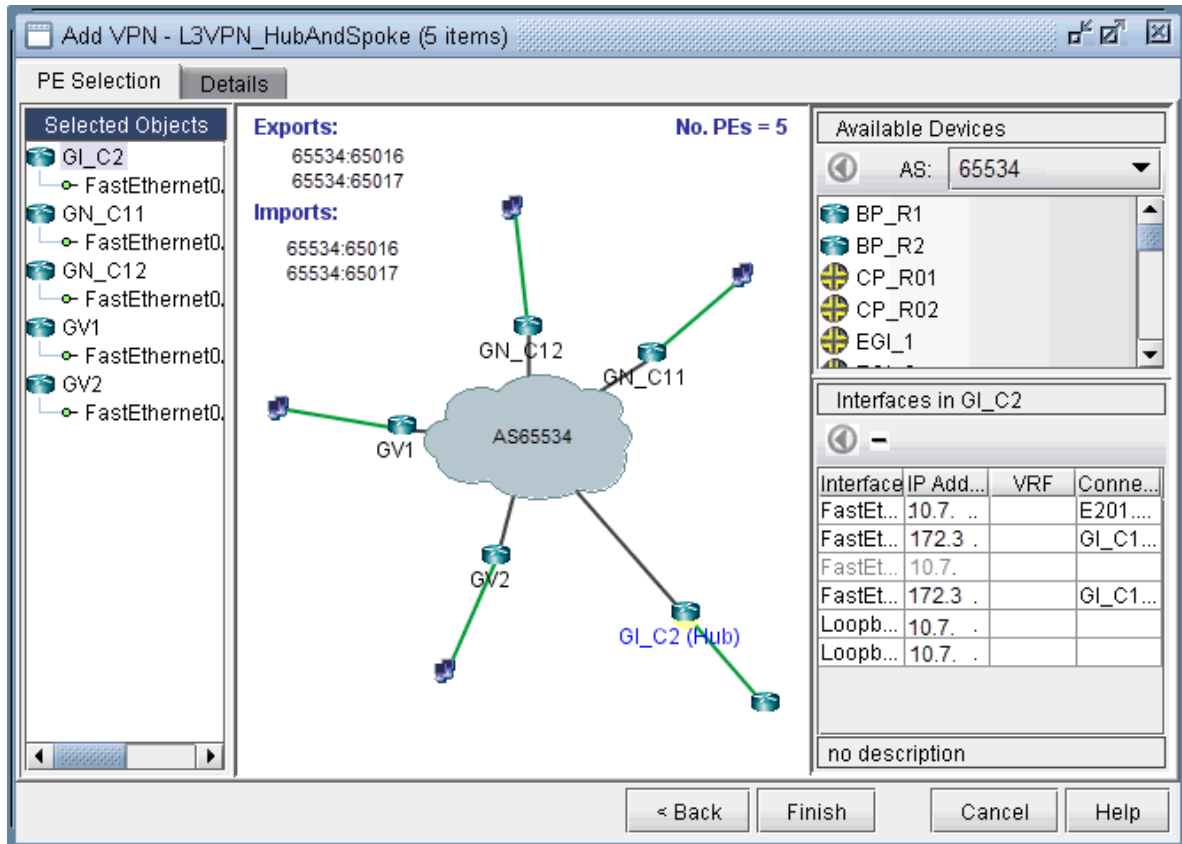 Add VPN - L3VPN_HubAndSpoke (5 items)
PE Selection
Details
Selected Objects
GI_C2
FastEthernet0.
GN_C11
FastEthernet0.
GN_C12
FastEthernet0.
GV1
FastEthernet0.
GV2
FastEthernet0.
Exports:
65534:65016
65534:65017
Imports:
65534:65016
65534:65017
No. PEs = 5
GN_C12
GN_C11
GV1
AS65534
GV2
GI_C2 (Hub)
Available Devices
AS: 65534
BP_R1
BP_R2
CP_R01
CP_R02
EGI_1
Interfaces in GI_C2
Interface IP Add... VRF Conne...
FastEt... 10.7. .. E201....
FastEt... 172.3 . GI_C1...
FastEt... 10.7.
FastEt... 172.3 . GI_C1...
Loopb... 10.7. .
Loopb... 10.7. .
no description
< Back Finish Cancel Help